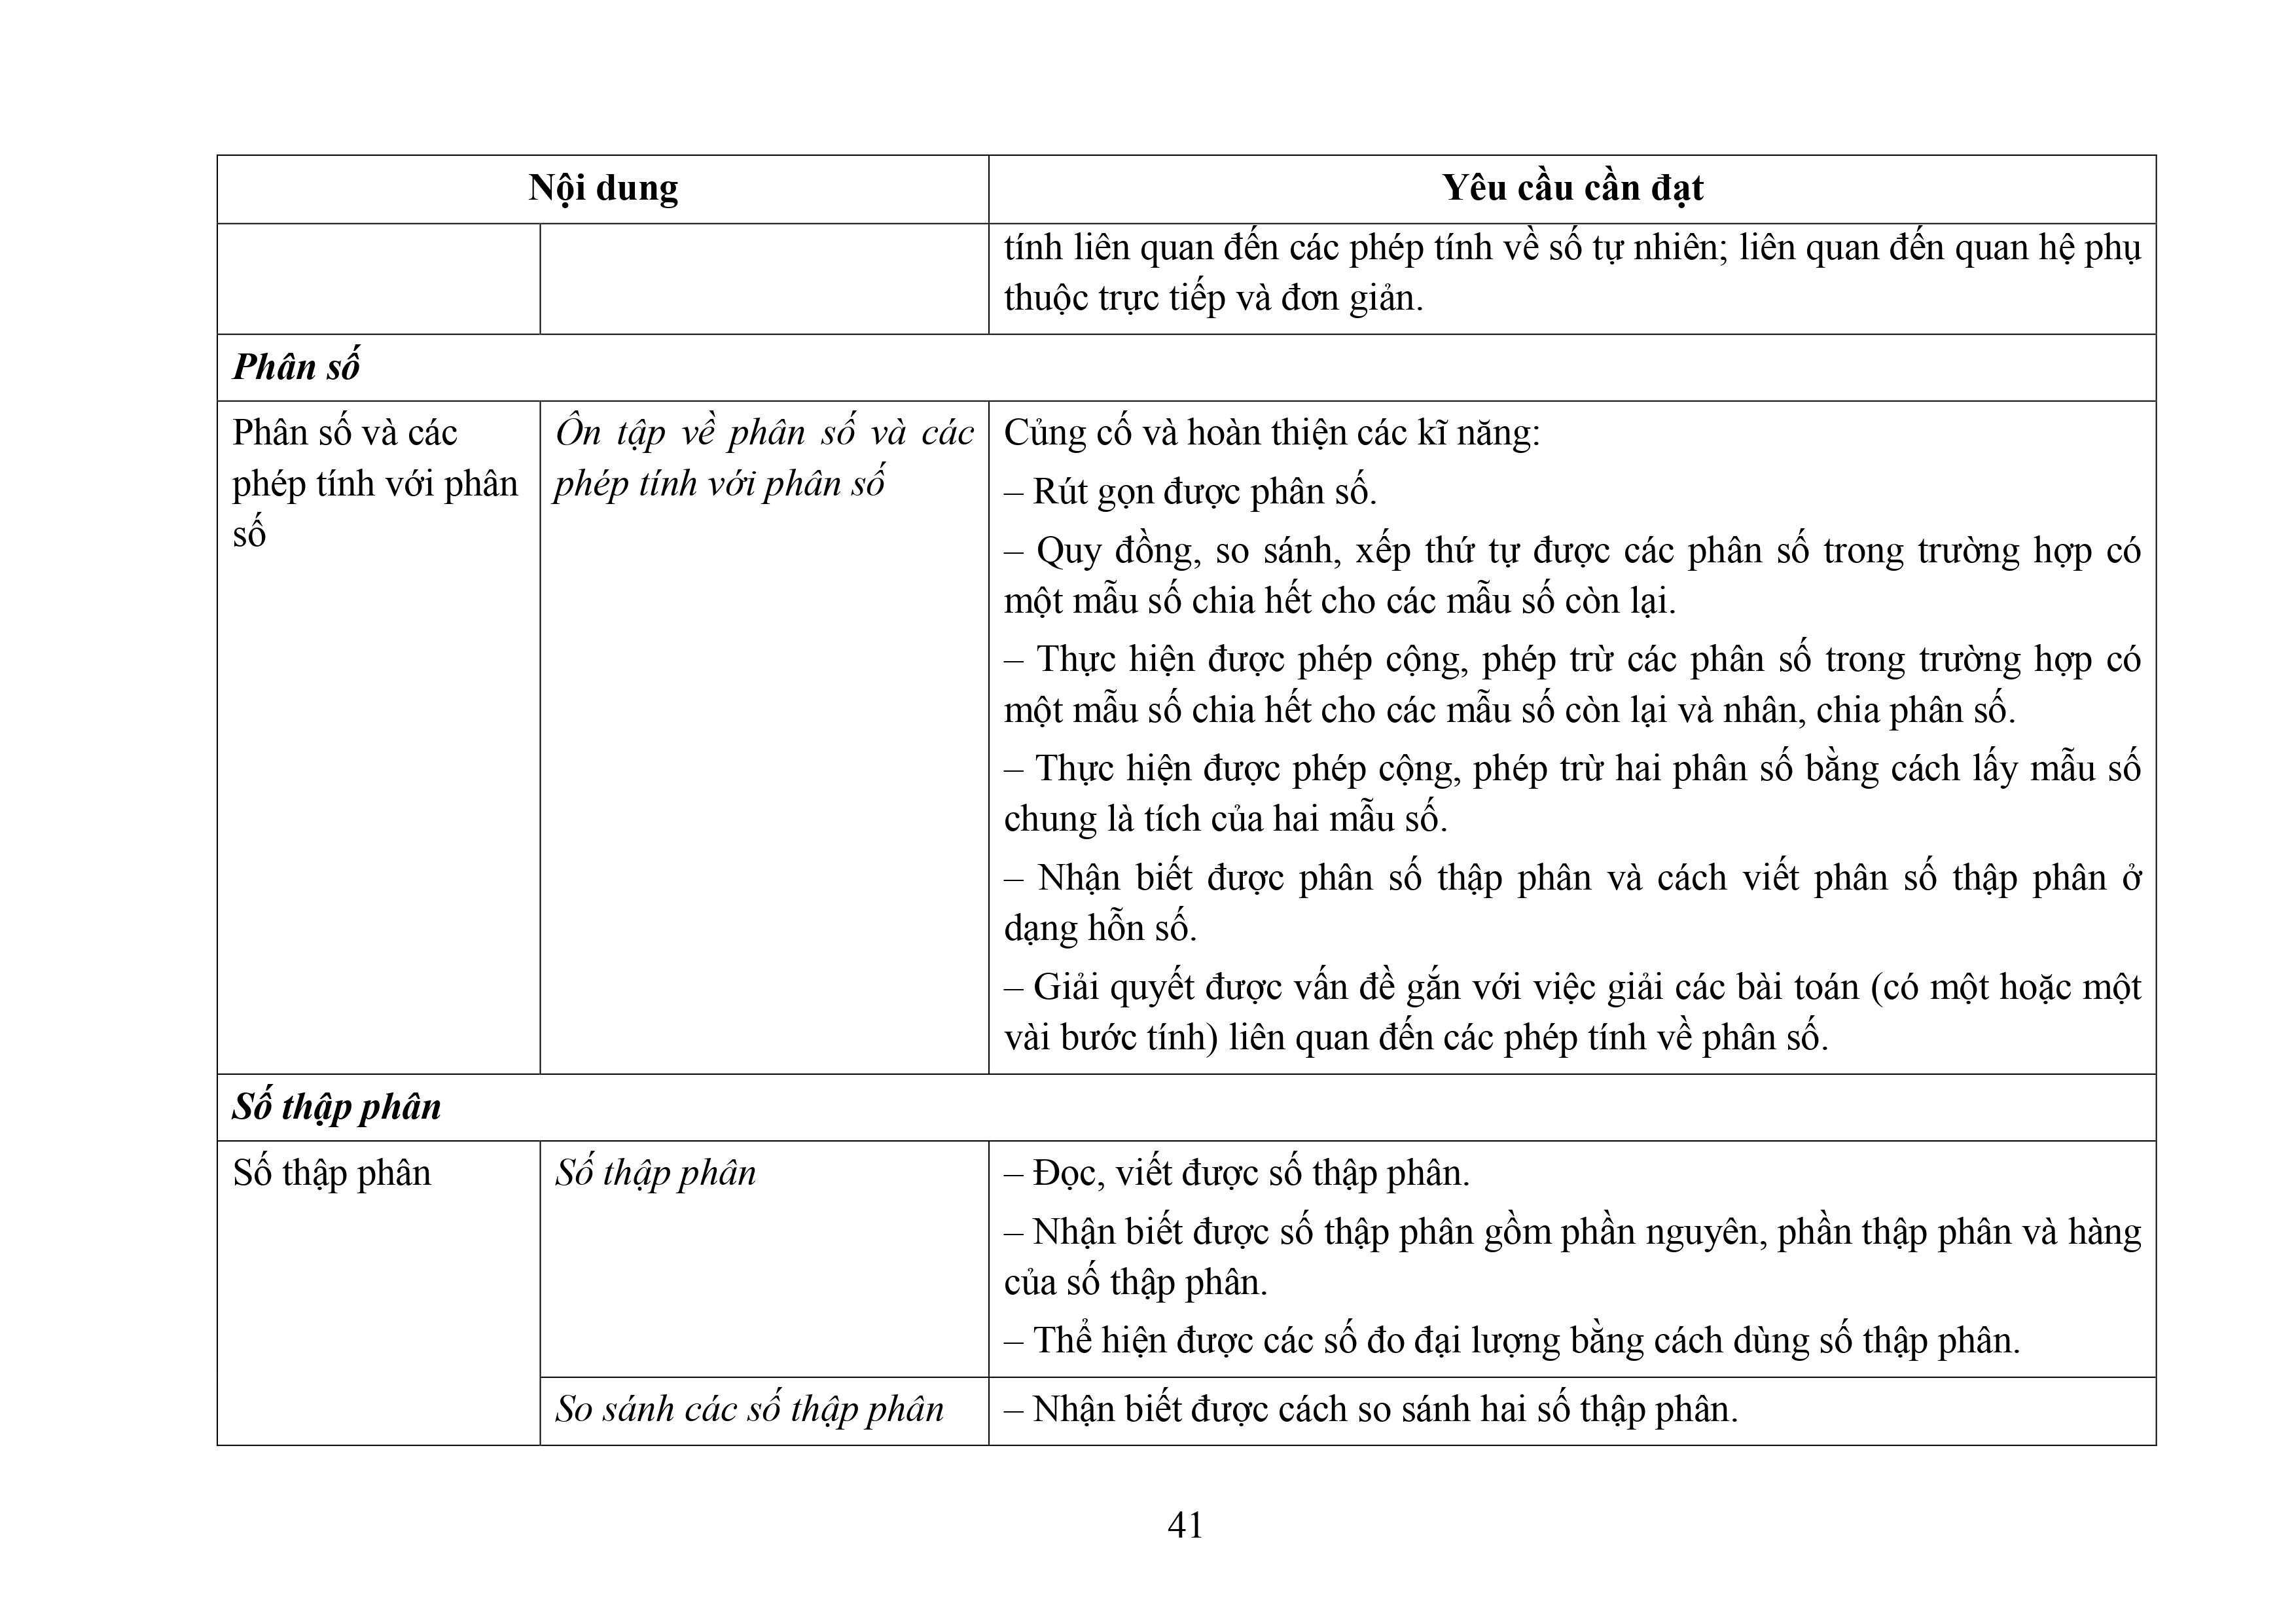 Nội dung
Yêu cầu cần đạt
tính liên quan đến các phép tính về số tự nhiên; liên quan đến quan hệ phụ
thuộc trực tiếp và đơn giản.
Phân số
Phân số và các
phép tính với phân
số
Ôn tập về phân số và các
phép tính với phân số
Củng cố và hoàn thiện các kĩ năng:
– Rút gọn được phân số.
– Quy đồng, so sánh, xếp thứ tự được các phân số trong trường hợp có
một mẫu số chia hết cho các mẫu số còn lại.
– Thực hiện được phép cộng, phép trừ các phân số trong trường hợp có
một mẫu số chia hết cho các mẫu số còn lại và nhân, chia phân số.
– Thực hiện được phép cộng, phép trừ hai phân số bằng cách lấy mẫu số
chung là tích của hai mẫu số.
– Nhận biết được phân số thập phân và cách viết phân số thập phân ở
dạng hỗn số.
– Giải quyết được vấn đề gắn với việc giải các bài toán (có một hoặc một
vài bước tính) liên quan đến các phép tính về phân số.
Số thập phân
Số thập phân
Số thập phân
– Đọc, viết được số thập phân.
– Nhận biết được số thập phân gồm phần nguyên, phần thập phân và hàng
của số thập phân.
– Thể hiện được các số đo đại lượng bằng cách dùng số thập phân.
So sánh các số thập phân
– Nhận biết được cách so sánh hai số thập phân.
41